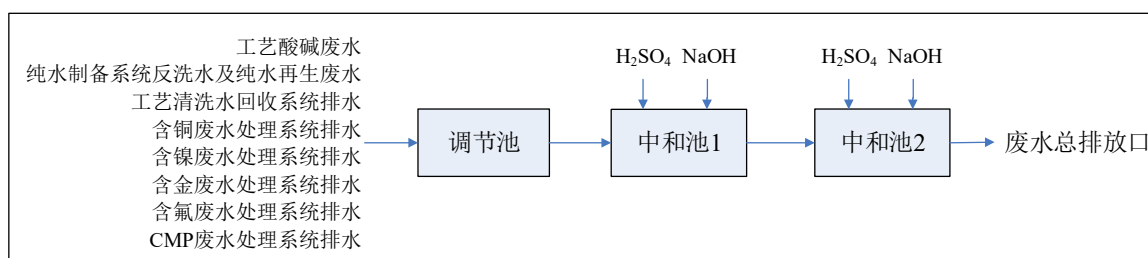 工艺酸碱废水
纯水制备系统反洗水及纯水再生废水
工艺清洗水回收系统排水
含铜废水处理系统排水
含镍废水处理系统排水
含金废水处理系统排水
含氟废水处理系统排水
CMP废水处理系统排水
调节池
H₂SO₄ NaOH
中和池1
H₂SO₄ NaOH
中和池2
废水总排放口